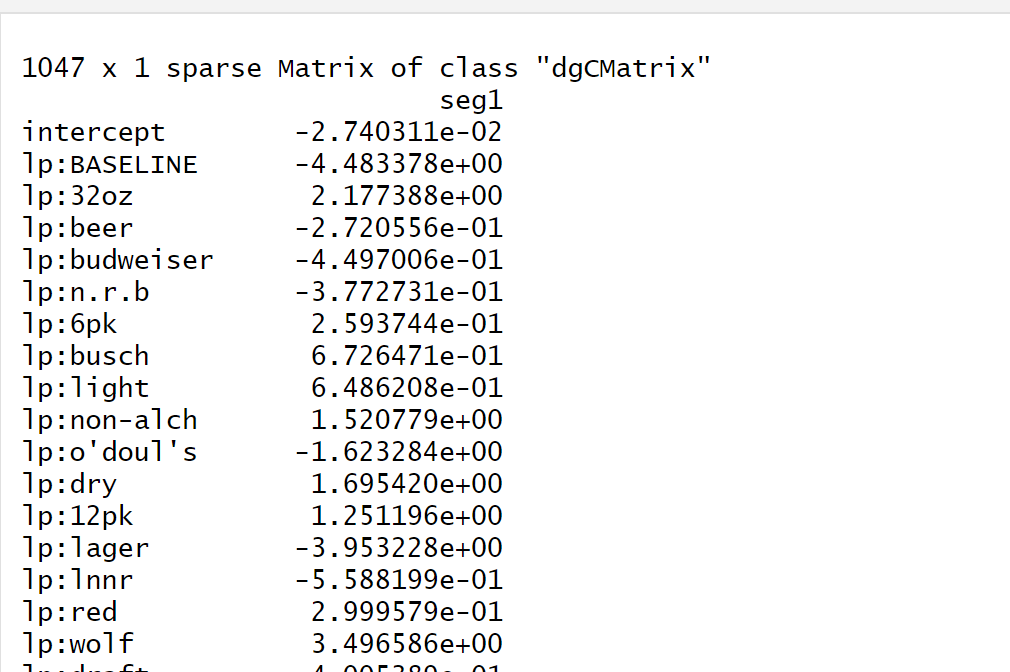 1047 x 1 sparse Matrix of class "dgCMatrix"
seg1
intercept -2.740311e-02
lp:BASELINE -4.483378e+00
lp:32oz 2.177388e+00
lp:beer -2.720556e-01
lp:budweiser -4.497006e-01
lp:n.r.b -3.772731e-01
lp:6pk 2.593744e-01
lp:busch 6.726471e-01
lp:light 6.486208e-01
lp:non-alch 1.520779e+00
lp:o'doul's -1.623284e+00
lp:dry 1.695420e+00
lp:12pk 1.251196e+00
lp:lager -3.953228e+00
lp:lnnr -5.588199e-01
lp:red 2.999579e-01
lp:wolf 3.496586e+00